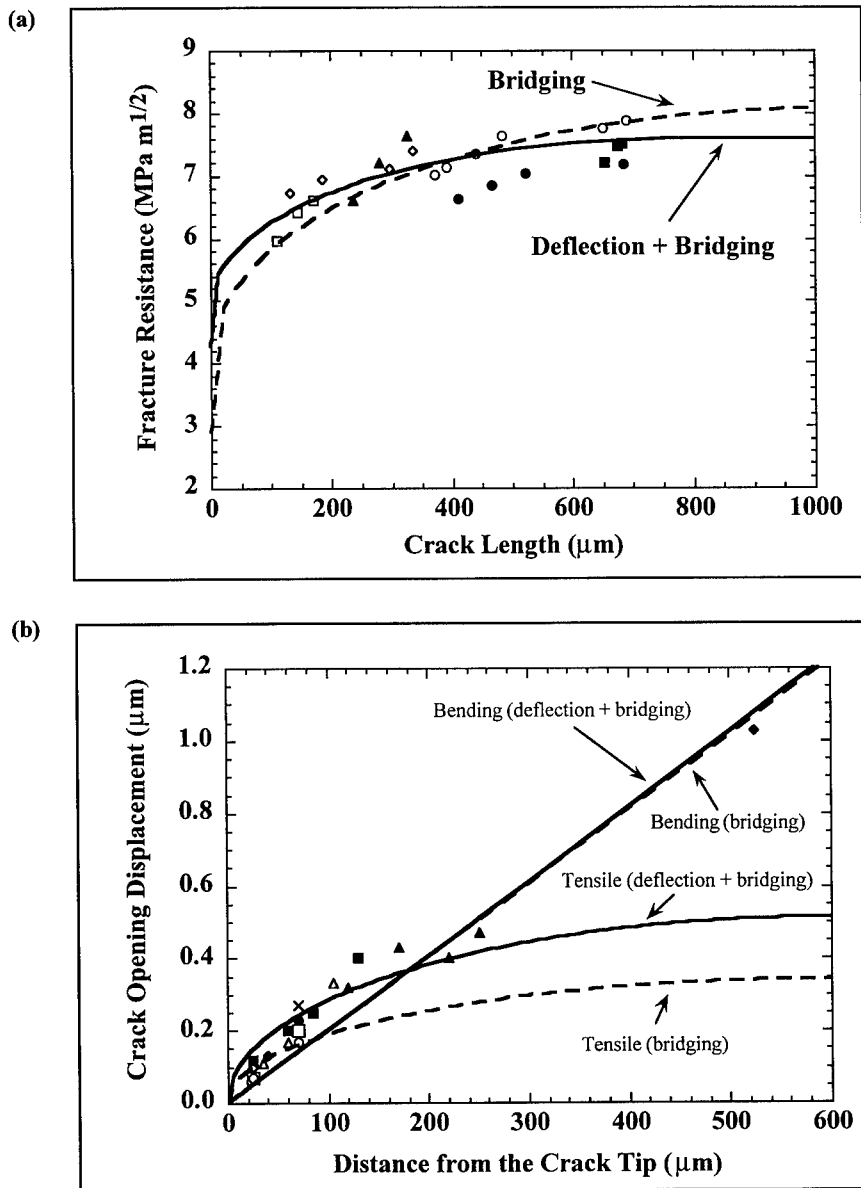 (a)
9
8
7
6
5
4
3
2
Fracture Resistance (MPa m1/2)
Bridging
Deflection + Bridging
0
200
400
600
800
1000
Crack Length (μm)
(b)
1.2
1.0
0.8
0.6
0.4
0.2
0.0
Crack Opening Displacement (μm)
Bending (deflection + bridging)
Bending (bridging)
Tensile (deflection + bridging)
Tensile (bridging)
0
100
200
300
400
500
600
Distance from the Crack Tip (μm)